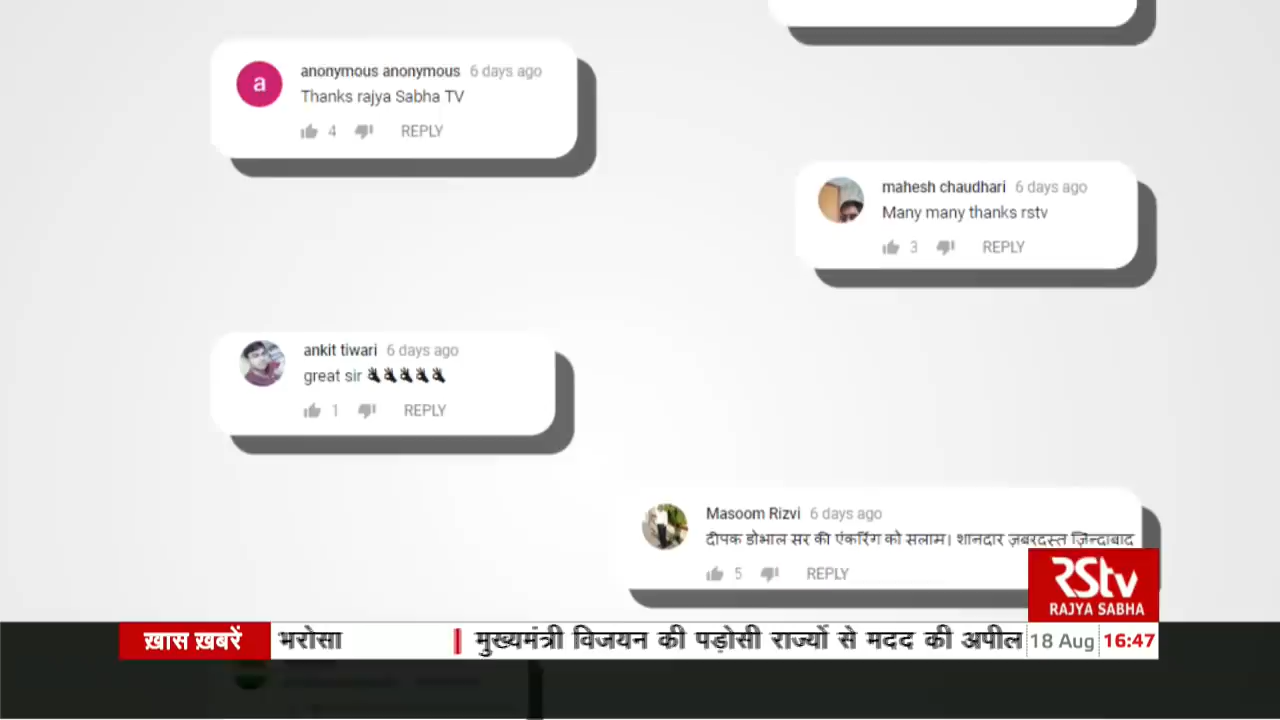 anonymous anonymous 6 days ago
Thanks rajya Sabha TV
4 REPLY
mahesh chaudhari 6 days ago
Many many thanks rstv
3 REPLY
ankit tiwari 6 days ago
great sir
1 REPLY
Masoom Rizvi 6 days ago
दीपक डोभाल सर की एंकरिंग को सलाम। शानदार ज़बरदस्त ज़िन्दाबाद
5 REPLY
RStv
RAJYA SABHA
ख़ास ख़बरें भरोसा मुख्यमंत्री विजयन की पड़ोसी राज्यों से मदद की अपील 18 Aug 16:47